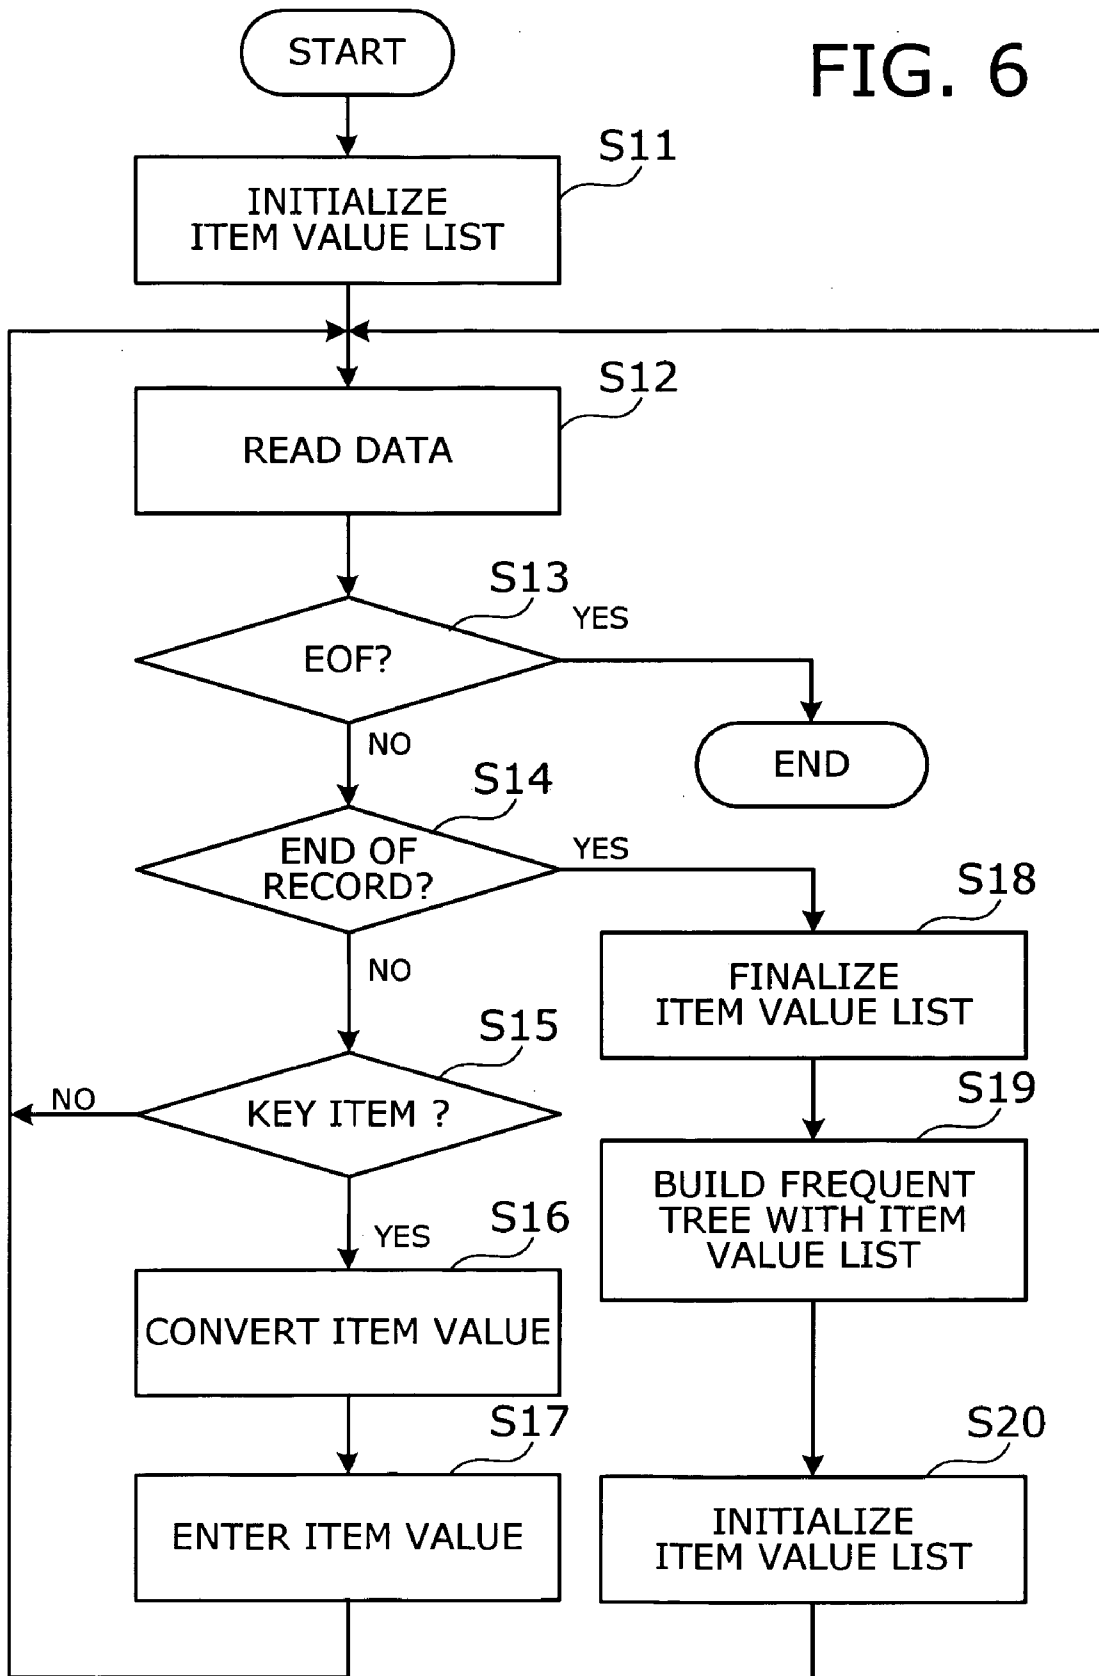 START
FIG. 6
S11
INITIALIZE
ITEM VALUE LIST
S12
READ DATA
S13
EOF?
YES
NO
END
S14
END OF
RECORD?
YES
NO
S18
FINALIZE
ITEM VALUE LIST
S15
KEY ITEM ?
NO
YES
S19
BUILD FREQUENT
TREE WITH ITEM
VALUE LIST
S16
CONVERT ITEM VALUE
S17
ENTER ITEM VALUE
S20
INITIALIZE
ITEM VALUE LIST